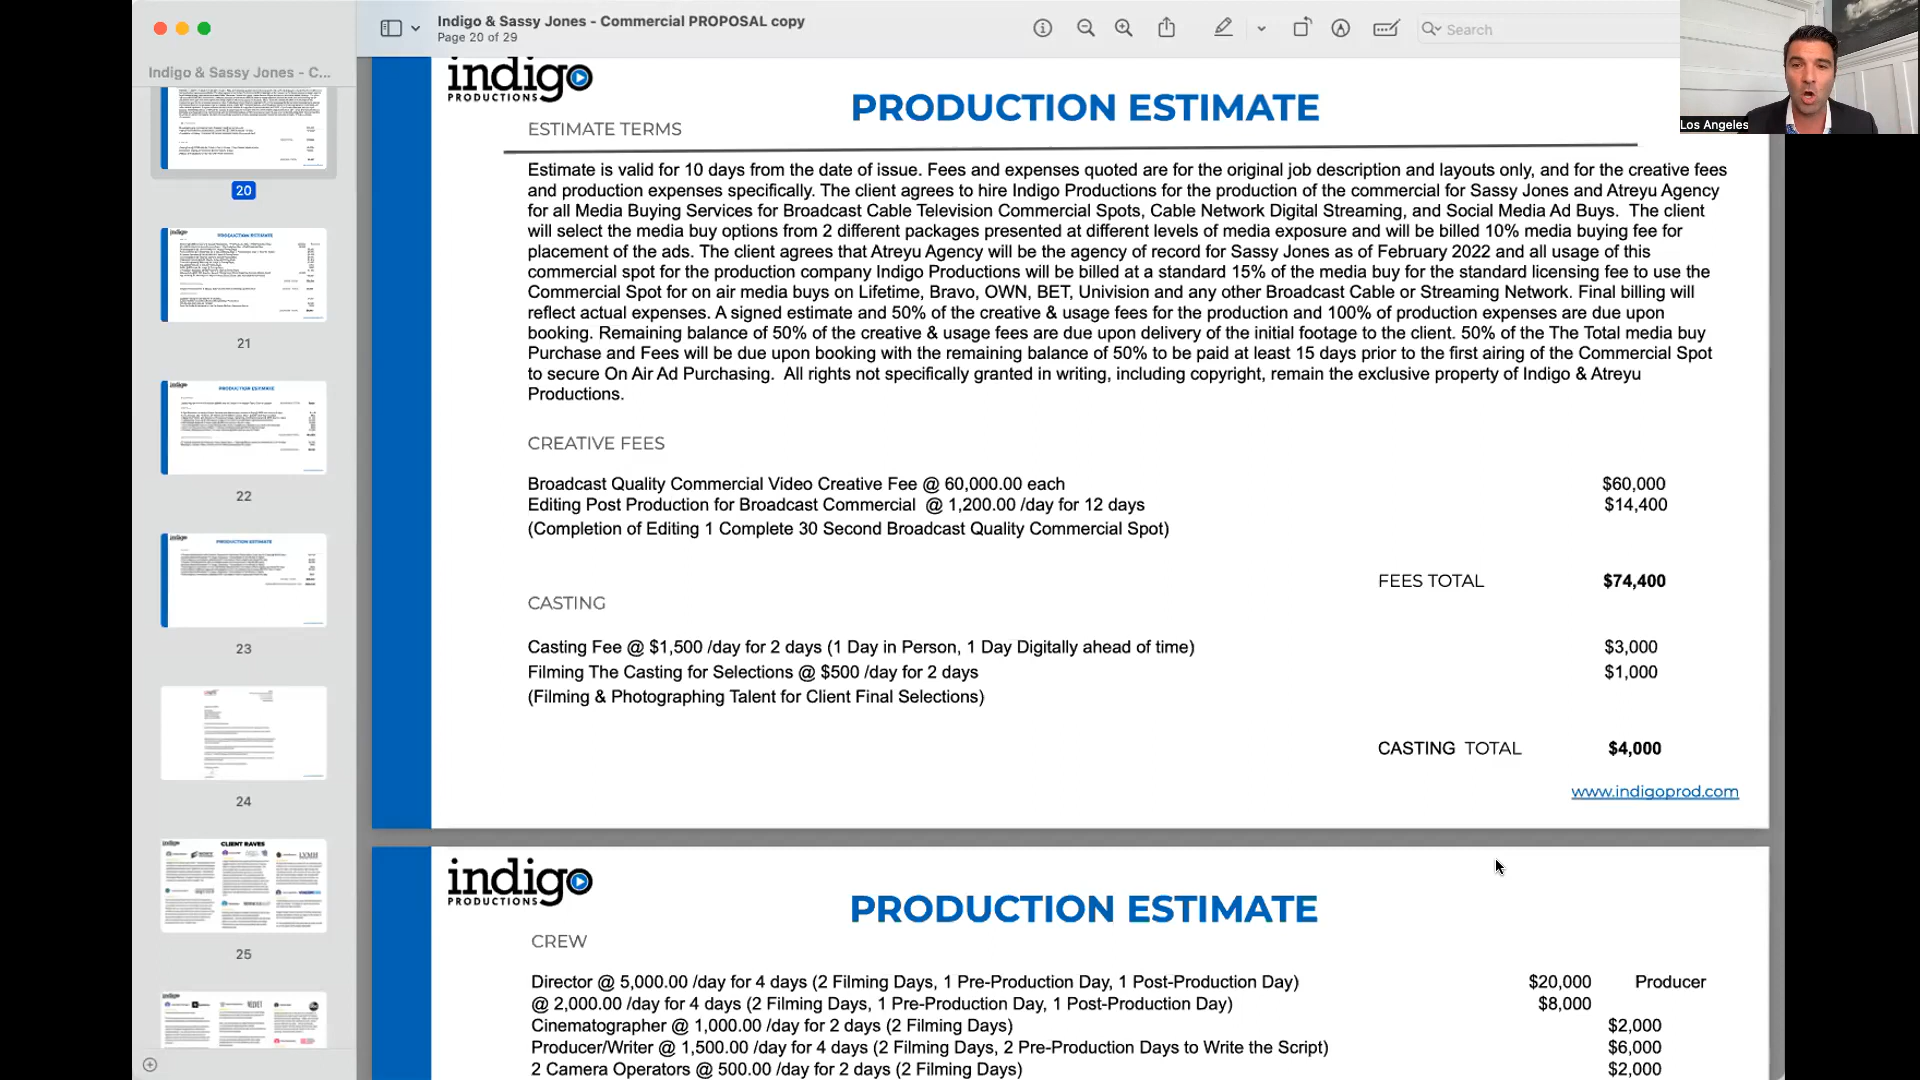 Indigo & Sassy Jones - Commercial PROPOSAL copy
Page 20 of 29
Search
Los Angeles
Indigo & Sassy Jones - C...
20
21
22
23
24
CLIENT RAVES
25
indigo
PRODUCTIONS
PRODUCTION ESTIMATE
ESTIMATE TERMS
Estimate is valid for 10 days from the date of issue. Fees and expenses quoted are for the original job description and layouts only, and for the creative fees
and production expenses specifically. The client agrees to hire Indigo Productions for the production of the commercial for Sassy Jones and Atreyu Agency
for all Media Buying Services for Broadcast Cable Television Commercial Spots, Cable Network Digital Streaming, and Social Media Ad Buys. The client
will select the media buy options from 2 different packages presented at different levels of media exposure and will be billed 10% media buying fee for
placement of the ads. The client agrees that Atreyu Agency will be the agency of record for Sassy Jones as of February 2022 and all usage of this
commercial spot for the production company Indigo Productions will be billed at a standard 15% of the media buy for the standard licensing fee to use the
Commercial Spot for on air media buys on Lifetime, Bravo, OWN, BET, Univision and any other Broadcast Cable or Streaming Network. Final billing will
reflect actual expenses. A signed estimate and 50% of the creative & usage fees for the production and 100% of production expenses are due upon
booking. Remaining balance of 50% of the creative & usage fees are due upon delivery of the initial footage to the client. 50% of the The Total media buy
Purchase and Fees will be due upon booking with the remaining balance of 50% to be paid at least 15 days prior to the first airing of the Commercial Spot
to secure On Air Ad Purchasing. All rights not specifically granted in writing, including copyright, remain the exclusive property of Indigo & Atreyu
Productions.
CREATIVE FEES
Broadcast Quality Commercial Video Creative Fee @ 60,000.00 each $60,000
Editing Post Production for Broadcast Commercial @ 1,200.00 /day for 12 days $14,400
(Completion of Editing 1 Complete 30 Second Broadcast Quality Commercial Spot)
FEES TOTAL $74,400
CASTING
Casting Fee @ $1,500 /day for 2 days (1 Day in Person, 1 Day Digitally ahead of time) $3,000
Filming The Casting for Selections @ $500 /day for 2 days $1,000
(Filming & Photographing Talent for Client Final Selections)
CASTING TOTAL $4,000
www.indigoprod.com
indigo
PRODUCTIONS
PRODUCTION ESTIMATE
CREW
Director @ 5,000.00 /day for 4 days (2 Filming Days, 1 Pre-Production Day, 1 Post-Production Day) $20,000 Producer
@ 2,000.00 /day for 4 days (2 Filming Days, 1 Pre-Production Day, 1 Post-Production Day) $8,000
Cinematographer @ 1,000.00 /day for 2 days (2 Filming Days) $2,000
Producer/Writer @ 1,500.00 /day for 4 days (2 Filming Days, 2 Pre-Production Days to Write the Script) $6,000
2 Camera Operators @ 500.00 /day for 2 days (2 Filming Days) $2,000